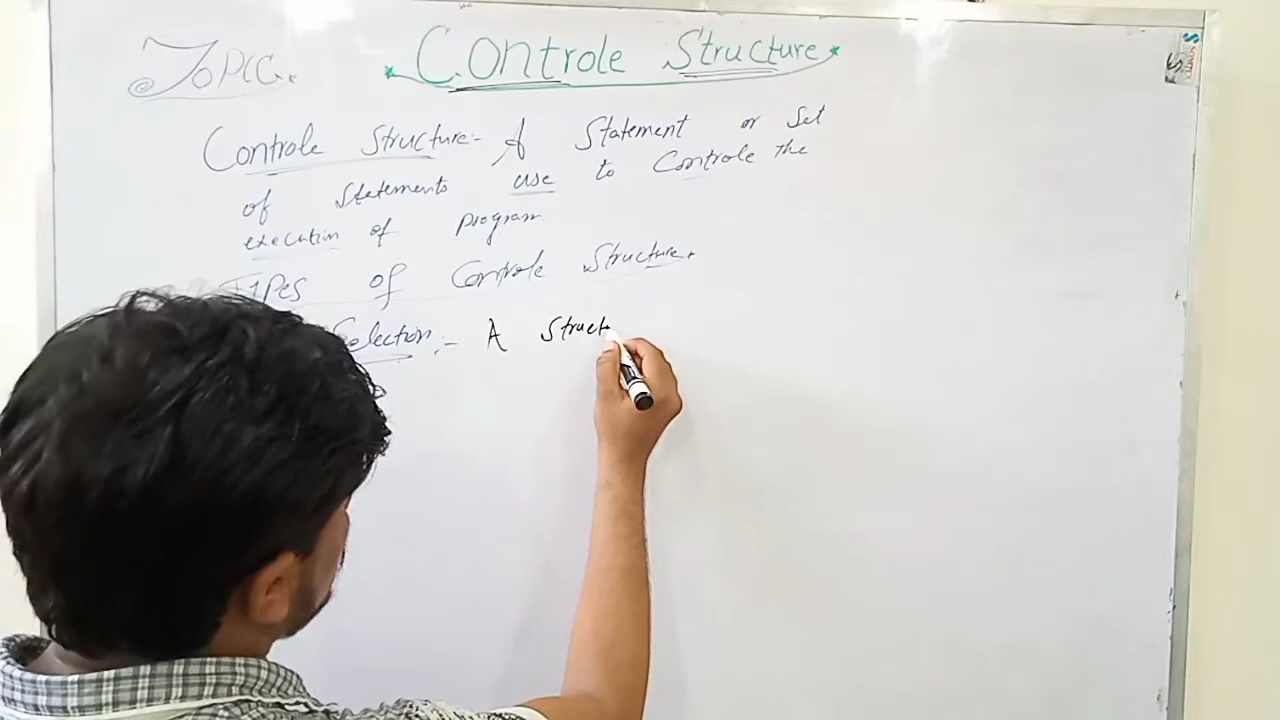 TOPIC. Controle Structure
Controle Structure:- A Statement or Set
of Statements use to Controle the
execution of program
Types of Controle Structure.
Selection:- A Struct